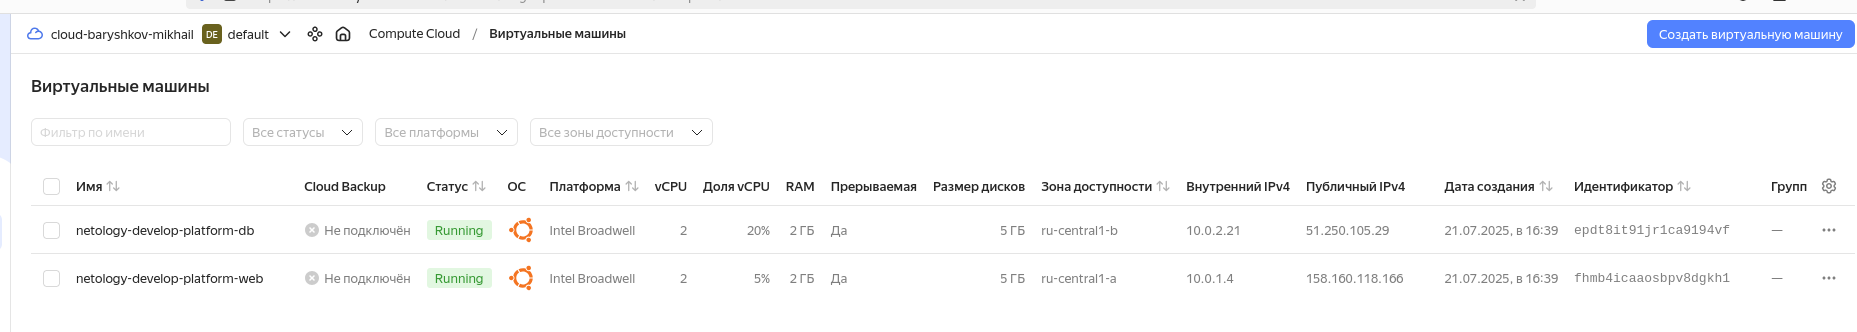 cloud-baryshkov-mikhail DE default Compute Cloud / Виртуальные машины Создать виртуальную машину
Виртуальные машины
Фильтр по имени Все статусы Все платформы Все зоны доступности
Имя Cloud Backup Статус ОС Платформа vCPU Доля vCPU RAM Прерываемая Размер дисков Зона доступности Внутренний IPv4 Публичный IPv4 Дата создания Идентификатор Групп
netology-develop-platform-db Не подключён Running Intel Broadwell 2 20% 2 ГБ Да 5 ГБ ru-central1-b 10.0.2.21 51.250.105.29 21.07.2025, в 16:39 epdt8it91jr1ca9194vf —
netology-develop-platform-web Не подключён Running Intel Broadwell 2 5% 2 ГБ Да 5 ГБ ru-central1-a 10.0.1.4 158.160.118.166 21.07.2025, в 16:39 fhmb4icaaosbpv8dgkh1 —